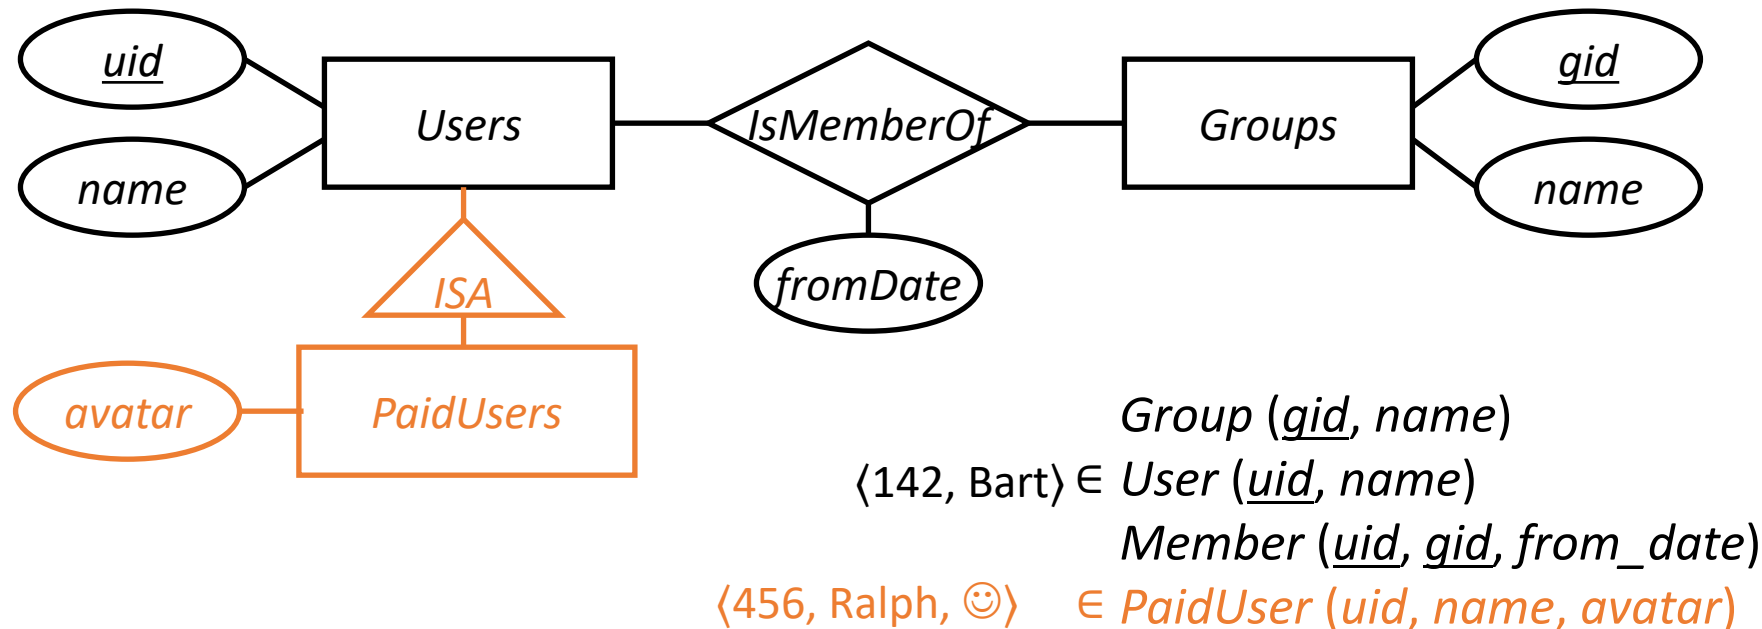 uid
name
Users
IsMemberOf
Groups
gid
name
ISA
fromDate
avatar
PaidUsers
Group (gid, name)
⟨142, Bart⟩ ∈ User (uid, name)
Member (uid, gid, from_date)
⟨456, Ralph, ☺⟩ ∈ PaidUser (uid, name, avatar)